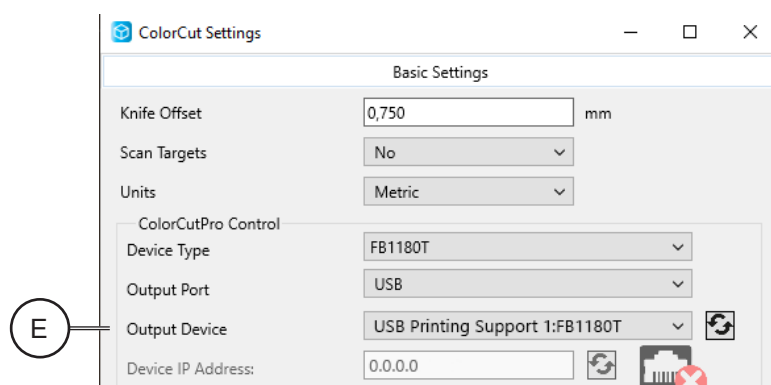 ColorCut Settings
Basic Settings
Knife Offset 0,750 mm
Scan Targets No
Units Metric
ColorCutPro Control
Device Type FB1180T
Output Port USB
E Output Device USB Printing Support 1:FB1180T
Device IP Address: 0.0.0.0